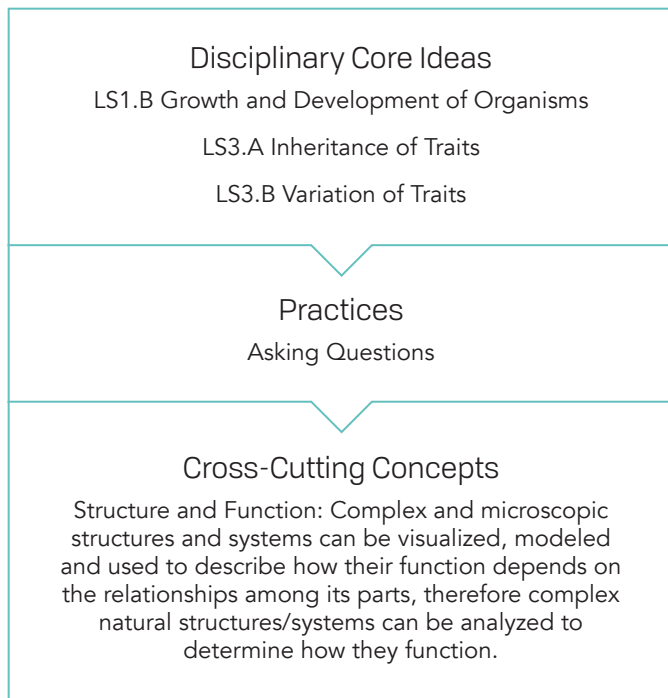 Disciplinary Core Ideas
LS1.B Growth and Development of Organisms
LS3.A Inheritance of Traits
LS3.B Variation of Traits
Practices
Asking Questions
Cross-Cutting Concepts
Structure and Function: Complex and microscopic
structures and systems can be visualized, modeled
and used to describe how their function depends on
the relationships among its parts, therefore complex
natural structures/systems can be analyzed to
determine how they function.